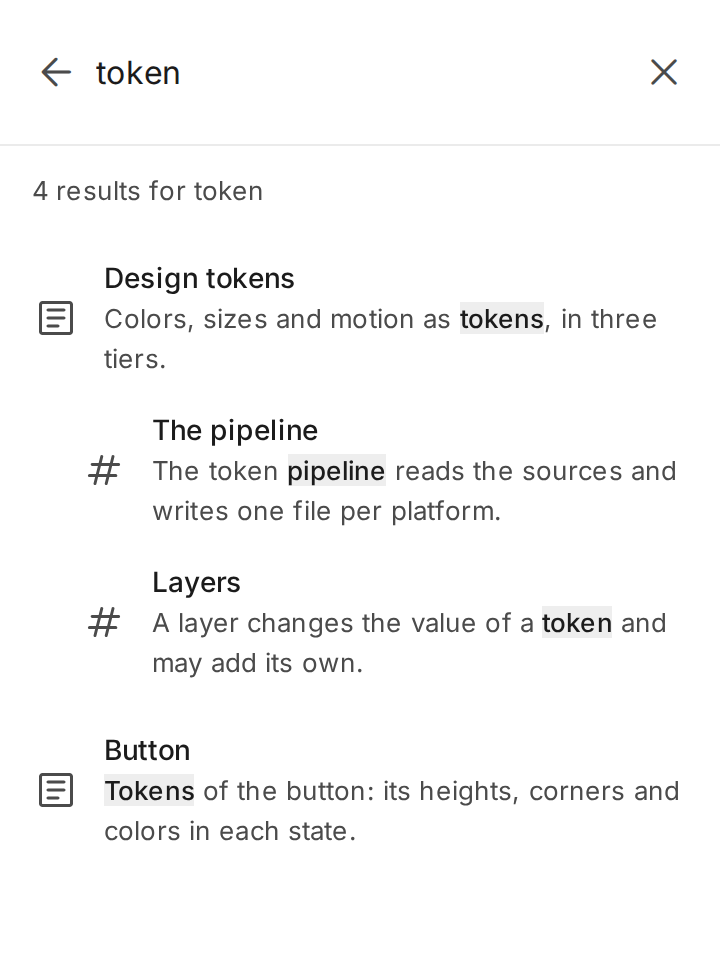 token
4 results for token
Design tokens
Colors, sizes and motion as tokens, in three
tiers.
The pipeline
The token pipeline reads the sources and
writes one file per platform.
Layers
A layer changes the value of a token and
may add its own.
Button
Tokens of the button: its heights, corners and
colors in each state.